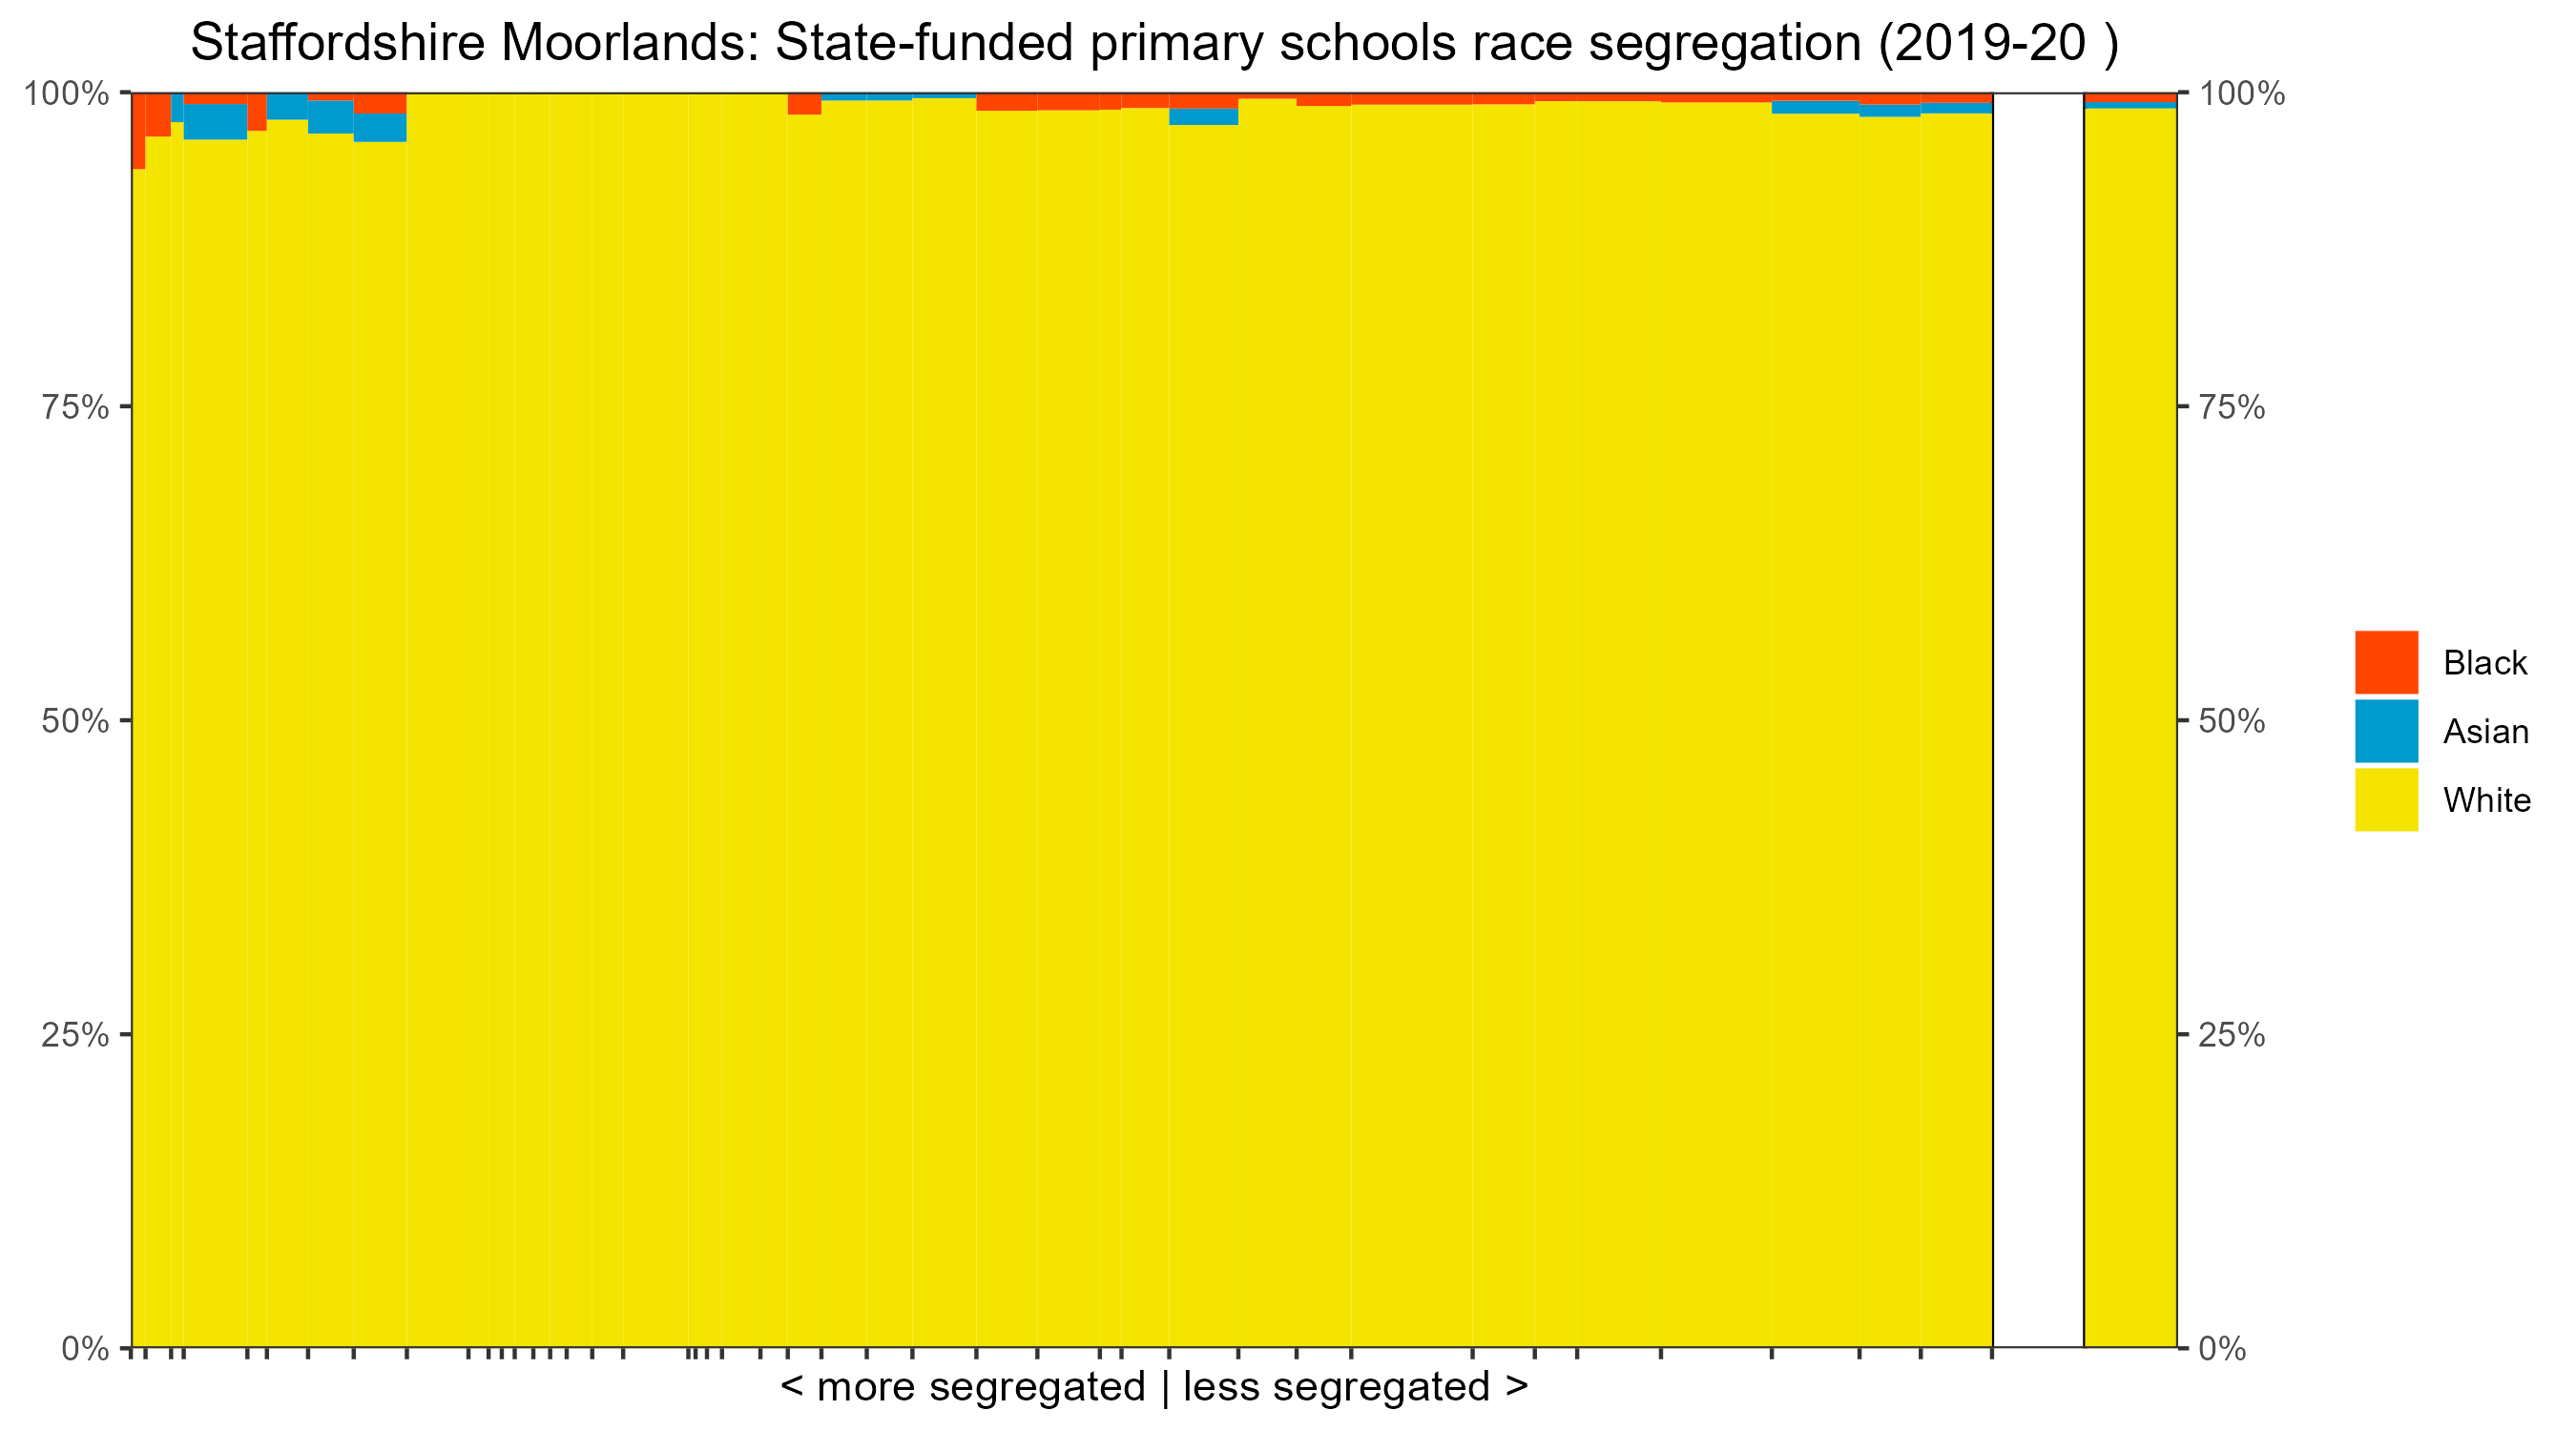 Staffordshire Moorlands: State-funded primary schools race segregation (2019-20 )
100%
100%
75%
75%
50%
50%
25%
25%
0%
0%
Black
Asian
White
< more segregated | less segregated >